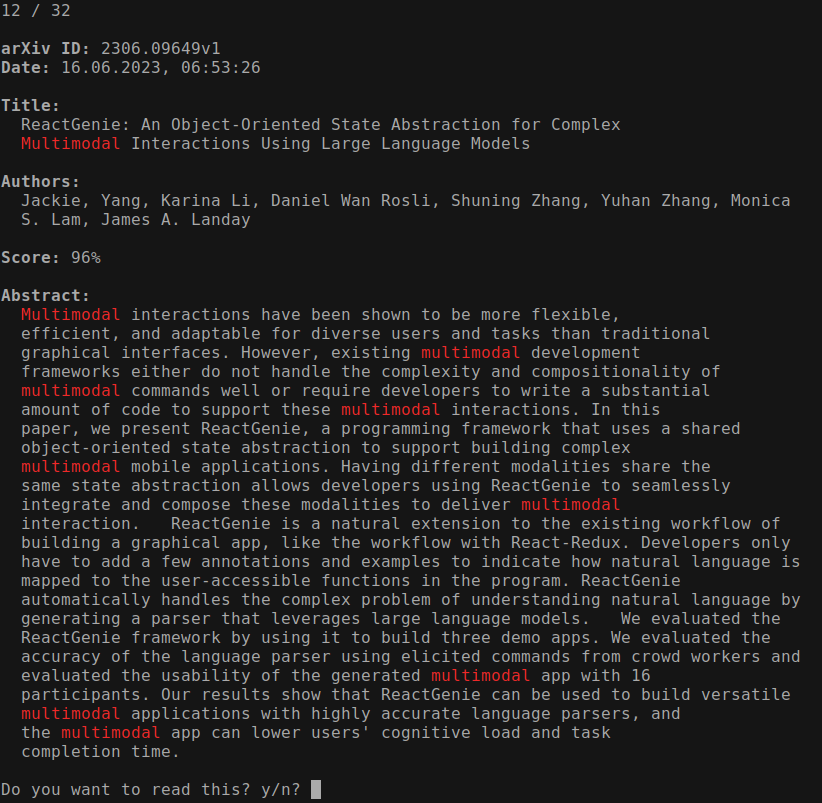 12 / 32
arXiv ID: 2306.09649v1
Date: 16.06.2023, 06:53:26
Title:
ReactGenie: An Object-Oriented State Abstraction for Complex
Multimodal Interactions Using Large Language Models
Authors:
Jackie, Yang, Karina Li, Daniel Wan Rosli, Shuning Zhang, Yuhan Zhang, Monica
S. Lam, James A. Landay
Score: 96%
Abstract:
Multimodal interactions have been shown to be more flexible,
efficient, and adaptable for diverse users and tasks than traditional
graphical interfaces. However, existing multimodal development
frameworks either do not handle the complexity and compositionality of
multimodal commands well or require developers to write a substantial
amount of code to support these multimodal interactions. In this
paper, we present ReactGenie, a programming framework that uses a shared
object-oriented state abstraction to support building complex
multimodal mobile applications. Having different modalities share the
same state abstraction allows developers using ReactGenie to seamlessly
integrate and compose these modalities to deliver multimodal
interaction.   ReactGenie is a natural extension to the existing workflow of
building a graphical app, like the workflow with React-Redux. Developers only
have to add a few annotations and examples to indicate how natural language is
mapped to the user-accessible functions in the program. ReactGenie
automatically handles the complex problem of understanding natural language by
generating a parser that leverages large language models.   We evaluated the
ReactGenie framework by using it to build three demo apps. We evaluated the
accuracy of the language parser using elicited commands from crowd workers and
evaluated the usability of the generated multimodal app with 16
participants. Our results show that ReactGenie can be used to build versatile
multimodal applications with highly accurate language parsers, and
the multimodal app can lower users' cognitive load and task
completion time.
Do you want to read this? y/n?